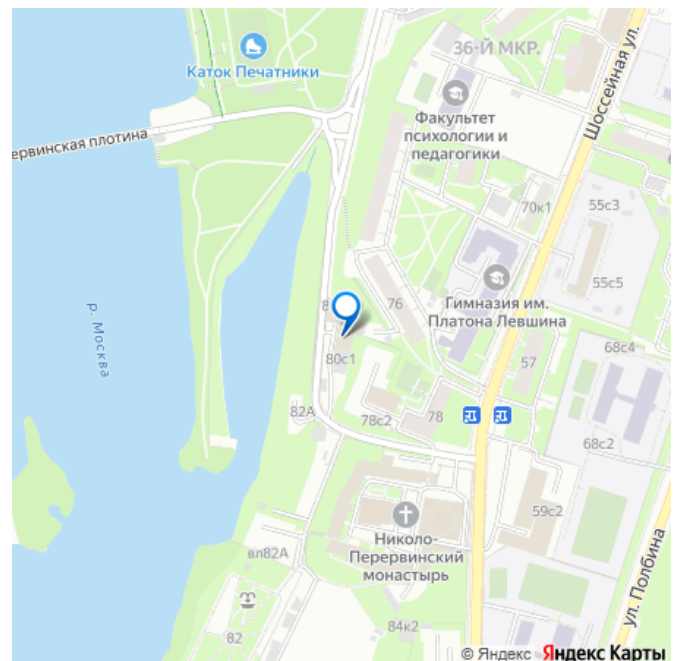 36-Й МКР.
Каток Печатники
Шоссейная ул.
Факультет
психологии и
педагогики
ервинская плотина
70к1
55с3
55с5
76
Гимназия им.
Платона Левшина
р. Москва
8
80с1
68с4
57
82А
78с2
78
68с2
59с2
Николо-
Перервинский
монастырь
вл82А
ул. Полбина
82
84к2
© Яндекс Яндекс Карты